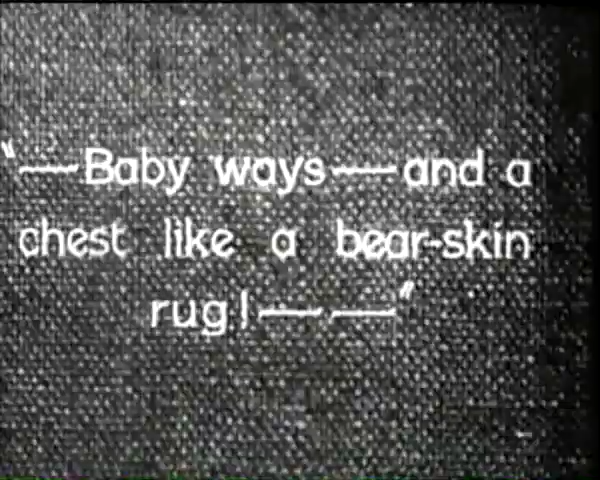 "—Baby ways—and a
chest like a bear-skin
rug!— —"